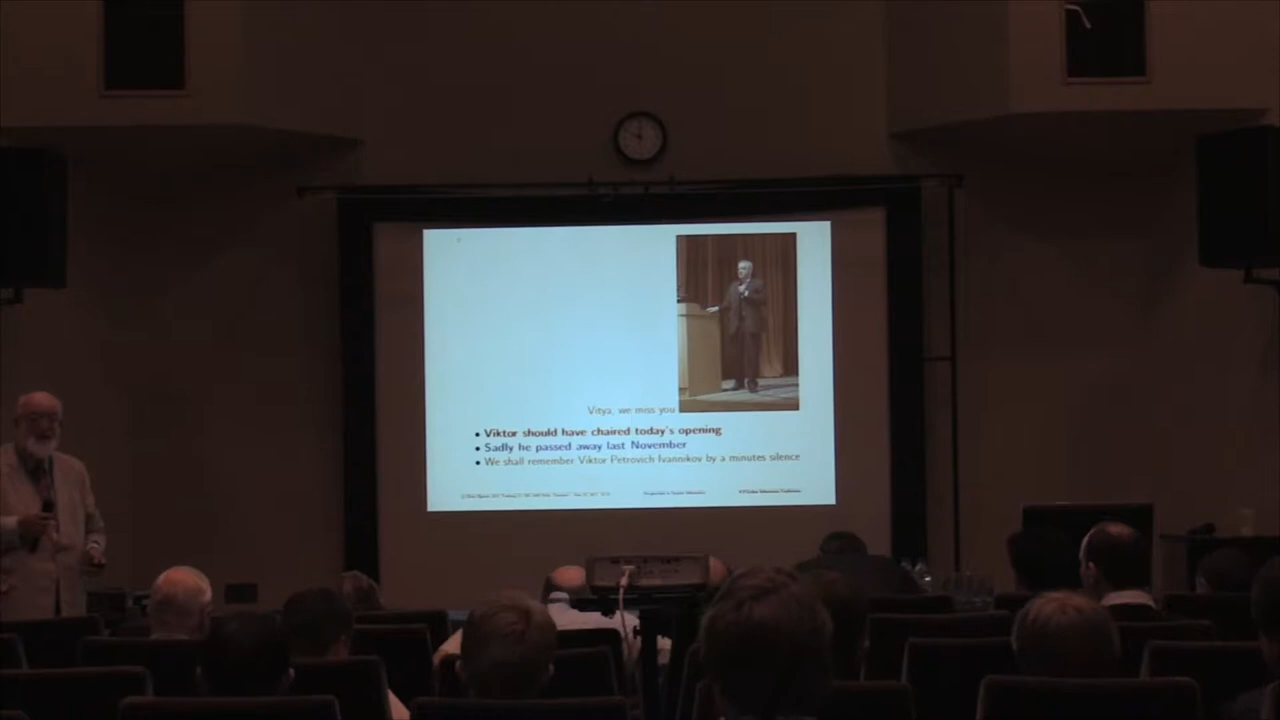 Vitya, we miss you
• Viktor should have chaired today's opening
• Sadly he passed away last November
• We shall remember Viktor Petrovich Ivannikov by a minutes silence